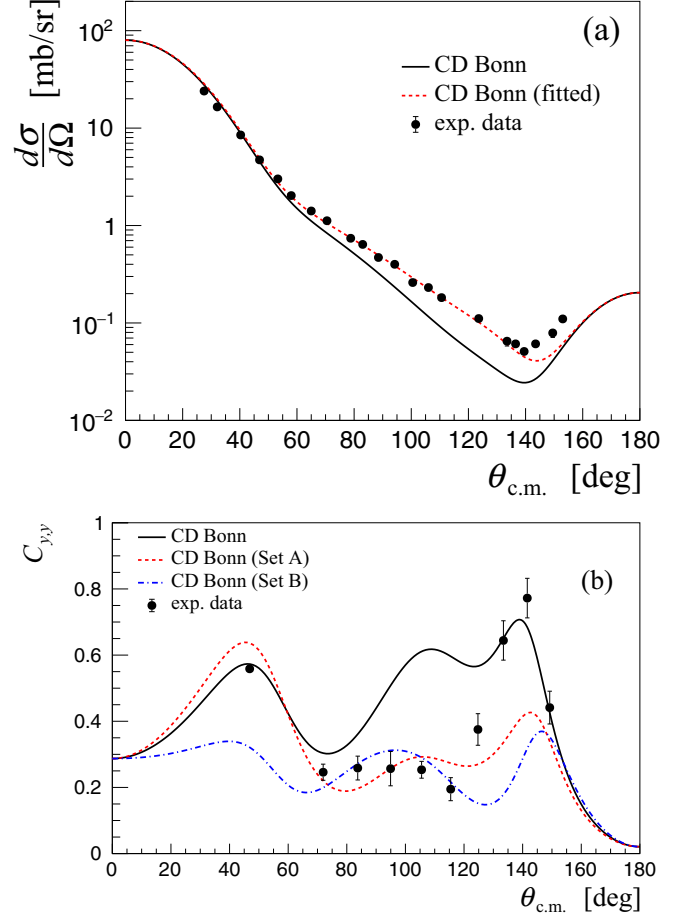 (a)
dσ/dΩ [mb/sr]
CD Bonn
CD Bonn (fitted)
exp. data
10²
10
1
10⁻¹
10⁻²
0 20 40 60 80 100 120 140 160 180
θc.m. [deg]
(b)
Cy,y
CD Bonn
CD Bonn (Set A)
CD Bonn (Set B)
exp. data
1
0.8
0.6
0.4
0.2
0
0 20 40 60 80 100 120 140 160 180
θc.m. [deg]